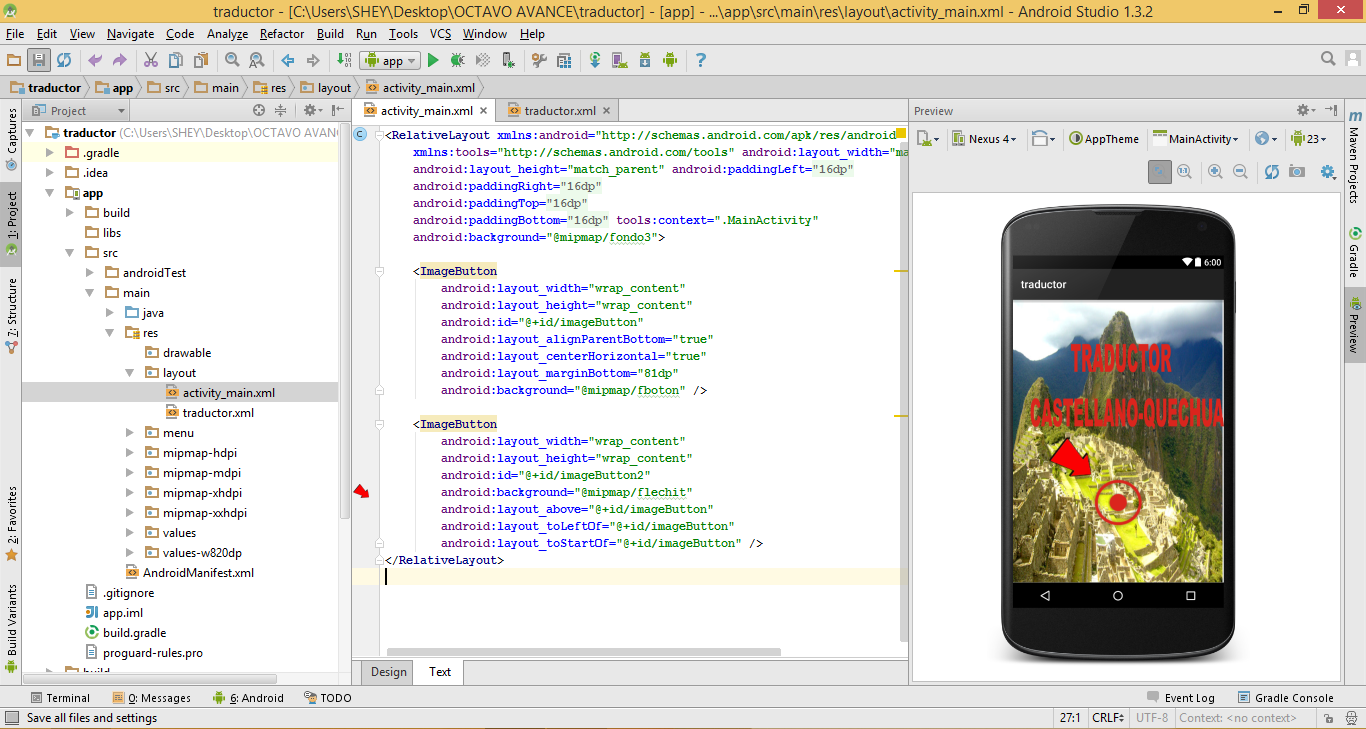 traductor - [C:\Users\SHEY\Desktop\OCTAVO AVANCE\traductor] - [app] - ...\app\src\main\res\layout\activity_main.xml - Android Studio 1.3.2
File Edit View Navigate Code Analyze Refactor Build Run Tools VCS Window Help
app
traductor app src main res layout activity_main.xml
Project
activity_main.xml traductor.xml
Preview
Captures
1: Project
7: Structure
2: Favorites
Build Variants
traductor (C:\Users\SHEY\Desktop\OCTAVO AVANC
.gradle
.idea
app
build
libs
src
androidTest
main
java
res
drawable
layout
activity_main.xml
traductor.xml
menu
mipmap-hdpi
mipmap-mdpi
mipmap-xhdpi
mipmap-xxhdpi
values
values-w820dp
AndroidManifest.xml
.gitignore
app.iml
build.gradle
proguard-rules.pro
build
<RelativeLayout xmlns:android="http://schemas.android.com/apk/res/android
xmlns:tools="http://schemas.android.com/tools" android:layout_width="ma
android:layout_height="match_parent" android:paddingLeft="16dp"
android:paddingRight="16dp"
android:paddingTop="16dp"
android:paddingBottom="16dp" tools:context=".MainActivity"
android:background="@mipmap/fondo3">
<ImageButton
android:layout_width="wrap_content"
android:layout_height="wrap_content"
android:id="@+id/imageButton"
android:layout_alignParentBottom="true"
android:layout_centerHorizontal="true"
android:layout_marginBottom="81dp"
android:background="@mipmap/fboton" />
<ImageButton
android:layout_width="wrap_content"
android:layout_height="wrap_content"
android:id="@+id/imageButton2"
android:background="@mipmap/flechit"
android:layout_above="@+id/imageButton"
android:layout_toLeftOf="@+id/imageButton"
android:layout_toStartOf="@+id/imageButton" />
</RelativeLayout>
Design Text
Nexus 4 AppTheme MainActivity 23
1:1
6:00
traductor
TRADUCTOR
CASTELLANO-QUECHUA
Maven Projects
Gradle
Preview
Terminal 0: Messages 6: Android TODO Event Log Gradle Console
Save all files and settings 27:1 CRLF UTF-8 Context: <no context>